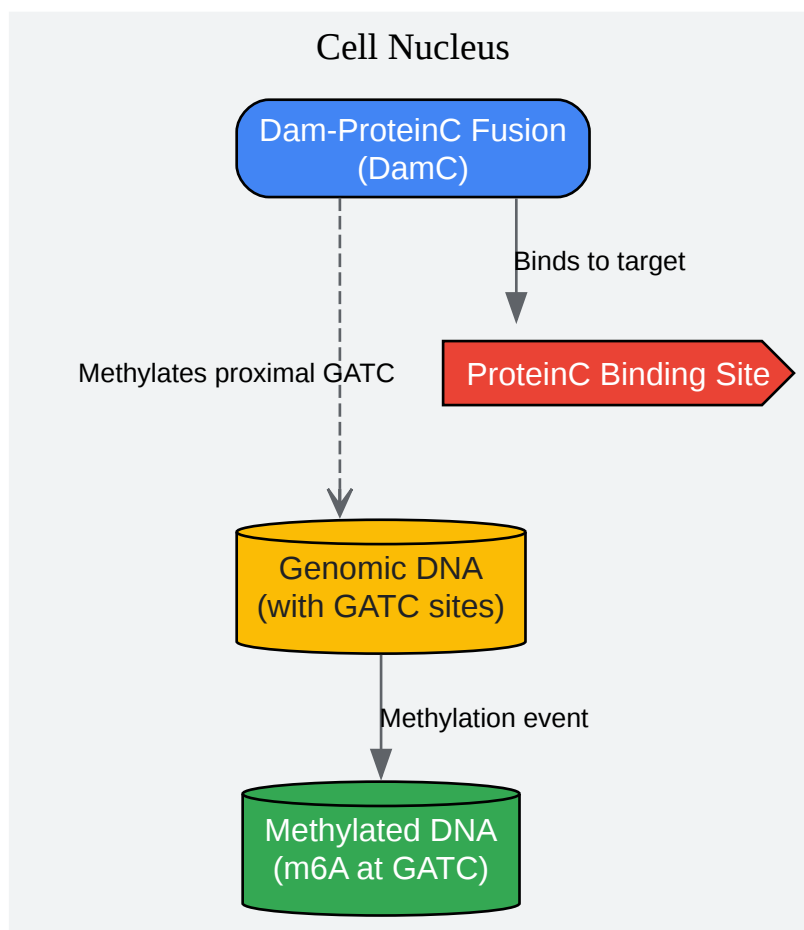 Cell Nucleus
Dam-ProteinC Fusion
(DamC)
Binds to target
Methylates proximal GATC
ProteinC Binding Site
Genomic DNA
(with GATC sites)
Methylation event
Methylated DNA
(m6A at GATC)